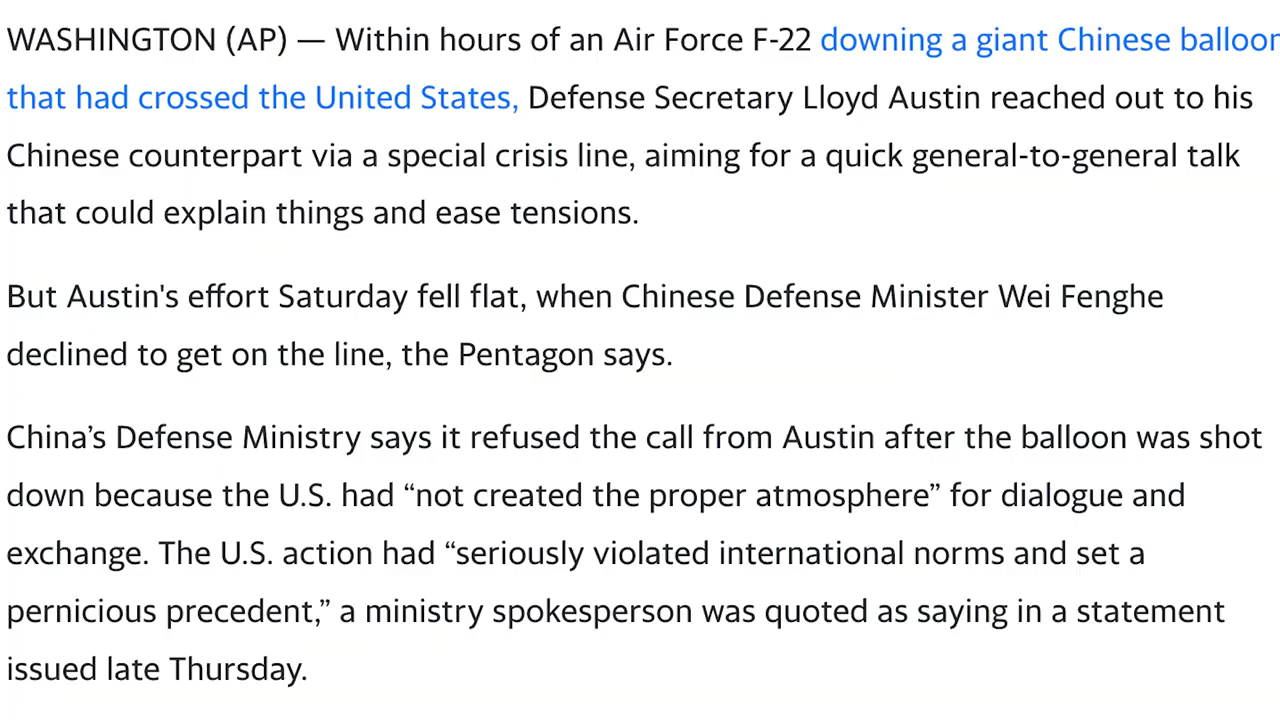 WASHINGTON (AP) — Within hours of an Air Force F-22 downing a giant Chinese balloon
that had crossed the United States, Defense Secretary Lloyd Austin reached out to his
Chinese counterpart via a special crisis line, aiming for a quick general-to-general talk
that could explain things and ease tensions.
But Austin's effort Saturday fell flat, when Chinese Defense Minister Wei Fenghe
declined to get on the line, the Pentagon says.
China’s Defense Ministry says it refused the call from Austin after the balloon was shot
down because the U.S. had “not created the proper atmosphere” for dialogue and
exchange. The U.S. action had “seriously violated international norms and set a
pernicious precedent,” a ministry spokesperson was quoted as saying in a statement
issued late Thursday.